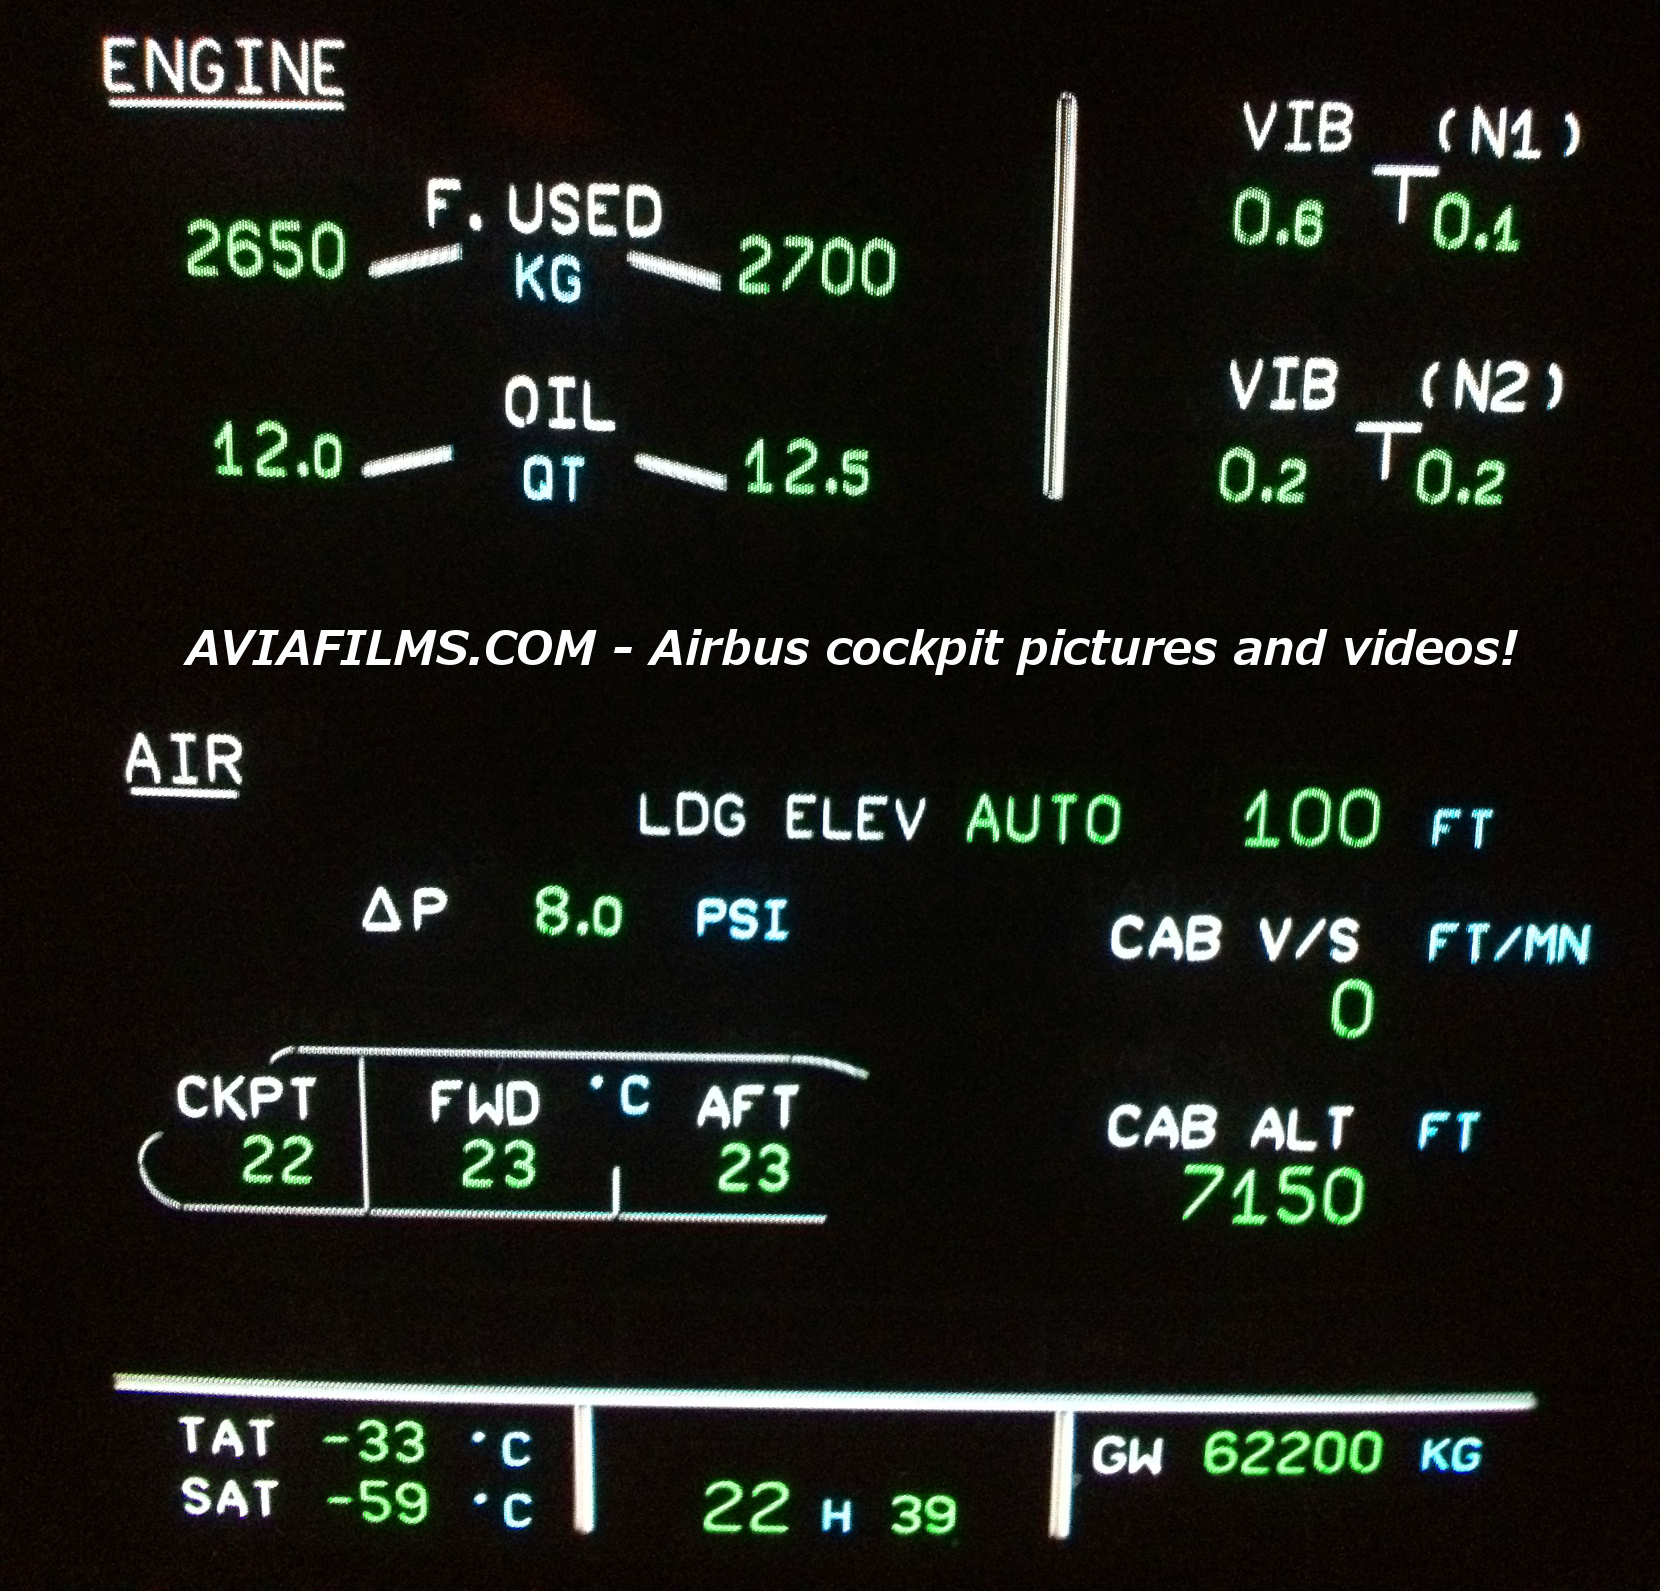 ENGINE
VIB (N1)
F.USED
2650 KG 2700
0.6 0.1
OIL
12.0 QT 12.5
VIB (N2)
0.2 0.2
AVIAFILMS.COM - Airbus cockpit pictures and videos!
AIR
LDG ELEV AUTO 100 FT
ΔP 8.0 PSI
CAB V/S FT/MN
0
CKPT FWD °C AFT
22 23 23
CAB ALT FT
7150
TAT -33 °C
SAT -59 °C
22 H 39
GW 62200 KG